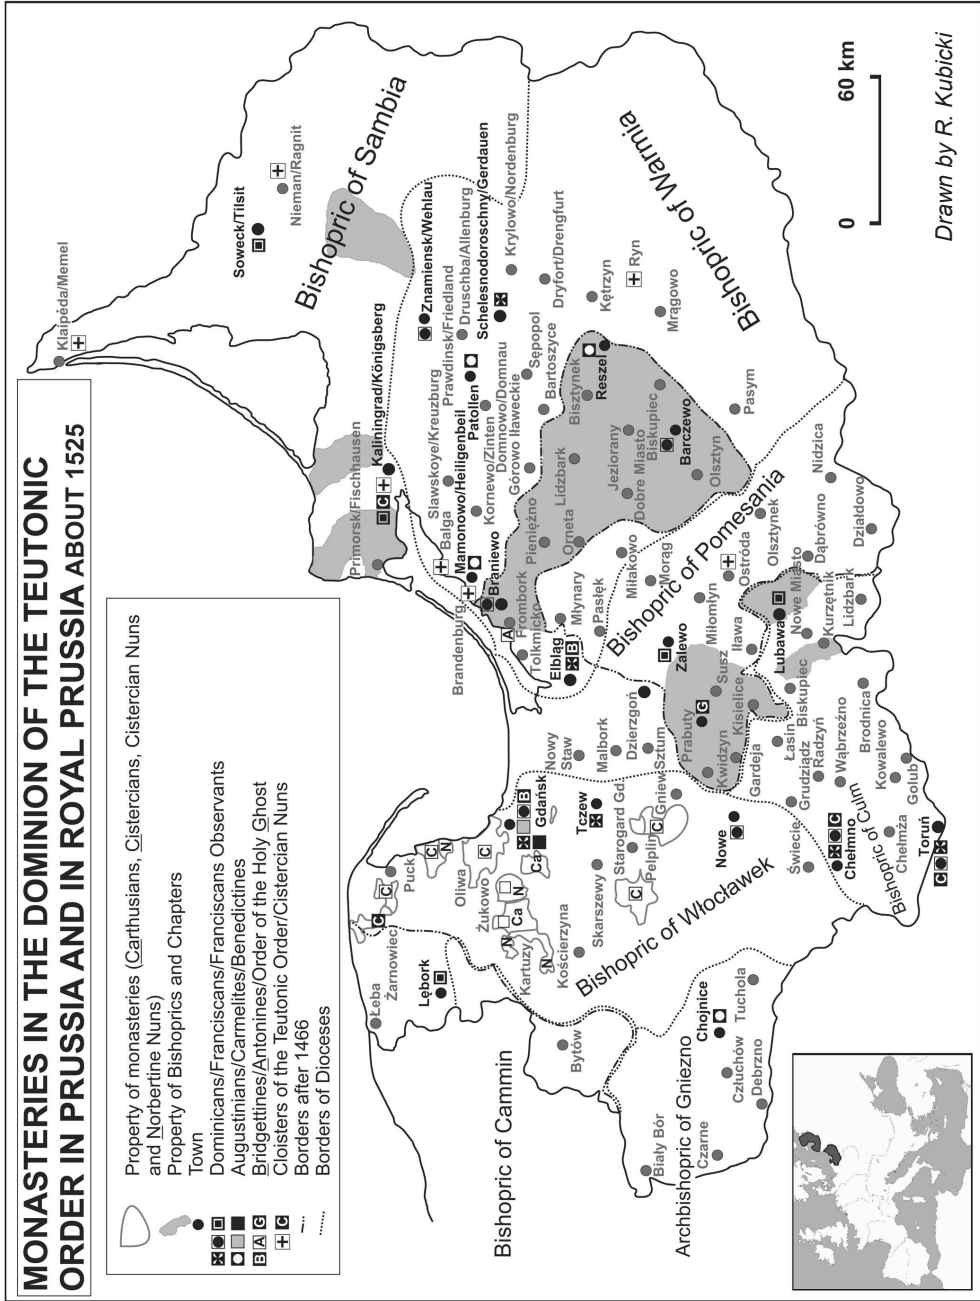 MONASTERIES IN THE DOMINION OF THE TEUTONIC
ORDER IN PRUSSIA AND IN ROYAL PRUSSIA ABOUT 1525
Property of monasteries (Carthusians, Cistercians, Cistercian Nuns
and Norbertine Nuns)
Property of Bishoprics and Chapters
Town
Dominicans/Franciscans/Franciscans Observants
Augustinians/Carmelites/Benedictines
B A G
Bridgettines/Antonines/Order of the Holy Ghost
C
Cloisters of the Teutonic Order/Cistercian Nuns
Borders after 1466
Borders of Dioceses
Klaipėda/Memel
Soweck/Tilsit
Nieman/Ragnit
Bishopric of Sambia
Primorsk/Fischhausen
Kaliningrad/Königsberg
C
Znamiensk/Wehlau
Druschba/Allenburg
Prawdinsk/Friedland
Schelesnodoroschny/Gerdauen
Krylowo/Nordenburg
Slawskoye/Kreuzburg
Balga
Brandenburg
Mamonowo/Heiligenbeil
Patollen
Kornewo/Zinten
Domnowo/Domnau
Górowo Iławeckie
Sępopol
Bartoszyce
Dryfort/Drengfurt
Kętrzyn
Ryn
Mrągowo
Bishopric of Warmia
Braniewo
Frombork
A
Tolkmicko
Pieniężno
Orneta
Lidzbark
Bisztynek
Reszel
Jeziorany
Dobre Miasto
Biskupiec
Barczewo
Olsztyn
Pasym
Elbląg
B
Młynary
Pasłęk
Miłakowo
Morąg
Bishopric of Pomesania
Zalewo
Miłomłyn
Ostróda
Olsztynek
Nidzica
Dąbrówno
Działdowo
Susz
Iława
Lubawa
Nowe Miasto
Kurzętnik
Lidzbark
Nowy
Staw
Malbork
Dzierzgoń
Sztum
Prabuty
G
Kwidzyn
Kisielice
Gardeja
Biskupiec
Łasin
Grudziądz
Radzyń
Wąbrzeźno
Brodnica
Kowalewo
Golub
Łeba
Żarnowiec
C
C
Puck
C
N
Oliwa
C
Żukowo
N
Ca
N
Kartuzy
N
Kościerzyna
Gdańsk
B
Ca
Lębork
Tczew
Starogard Gd.
Skarszewy
C
Pelplin
C
Gniew
Nowe
Bishopric of Włocławek
Świecie
Chełmno
C
Bishopric of Culm
Chełmża
Toruń
C
Bishopric of Cammin
Bytów
Archbishopric of Gniezno
Biały Bór
Czarne
Człuchów
Debrzno
Chojnice
Tuchola
0 60 km
Drawn by R. Kubicki